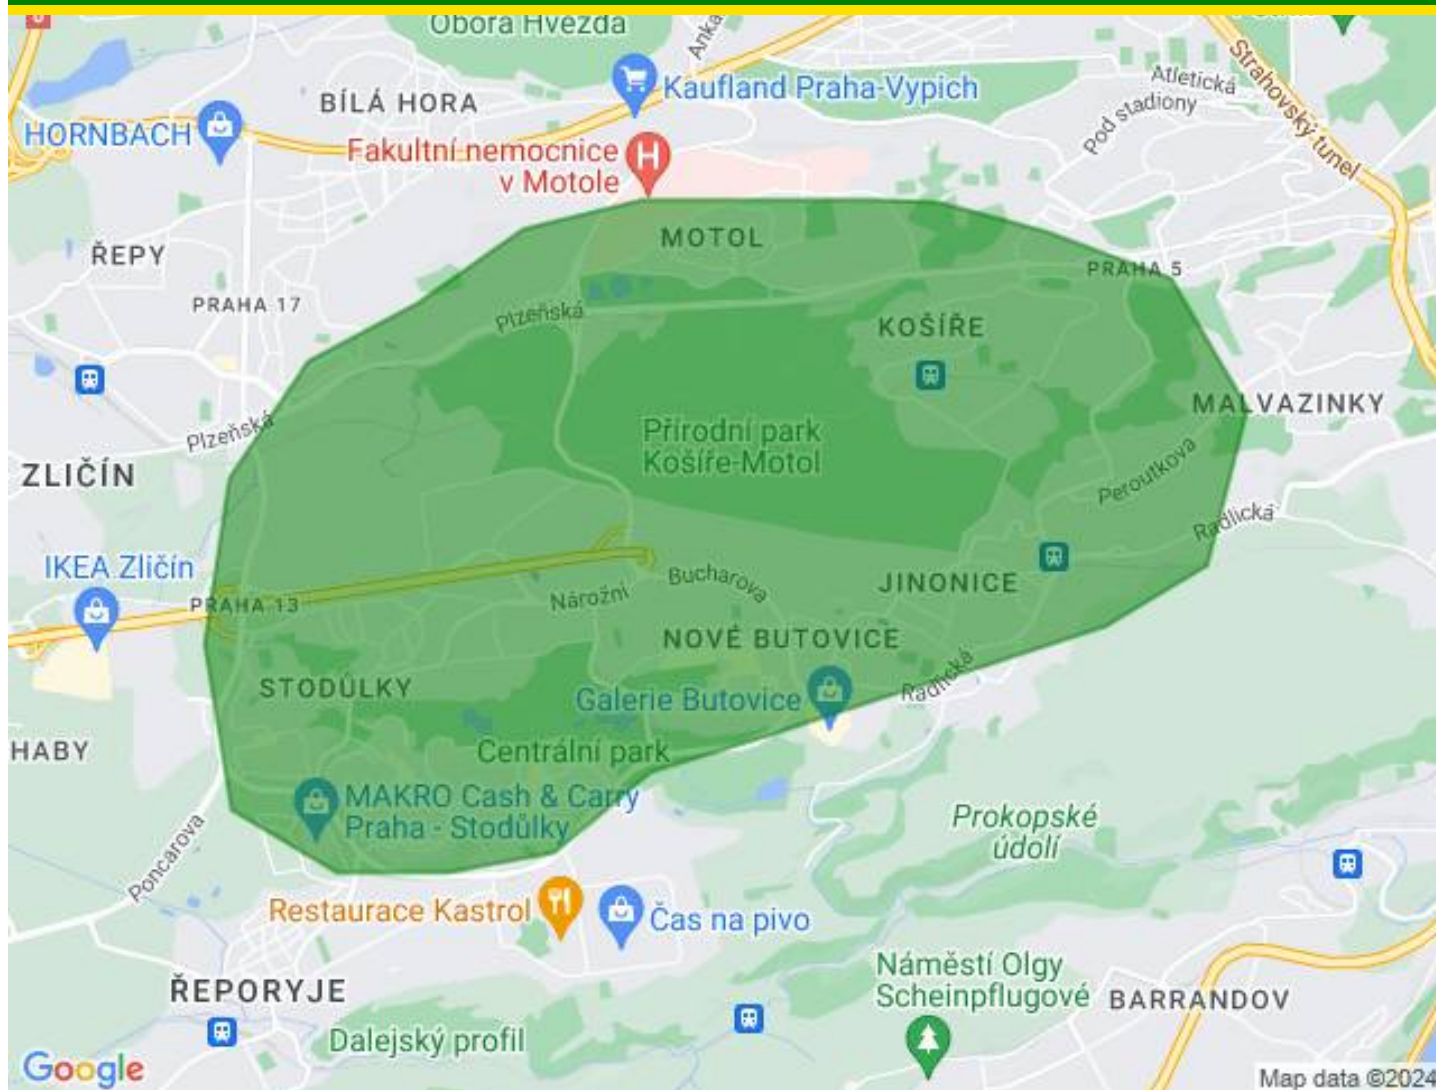 Obora Hvězda
Anka
Kaufland Praha-Vypich
Atletická
Pod stadiony
Strahovský tunel
BÍLÁ HORA
HORNBACH
Fakultní nemocnice
v Motole
MOTOL
ŘEPY
PRAHA 5
PRAHA 17
Plzeňská
KOŠÍŘE
MALVAZINKY
Plzeňská
Přírodní park
Košíře-Motol
ZLIČÍN
Peroutkova
Radlická
IKEA Zličín
Bucharova
JINONICE
Nárožní
PRAHA 13
NOVÉ BUTOVICE
STODŮLKY
Galerie Butovice
Radlická
HABY
Centrální park
MAKRO Cash & Carry
Praha - Stodůlky
Prokopské
údolí
Poncarova
Restaurace Kastrol
Čas na pivo
Náměstí Olgy
Scheinpflugové
BARRANDOV
ŘEPORYJE
Dalejský profil
Google
Map data ©2024